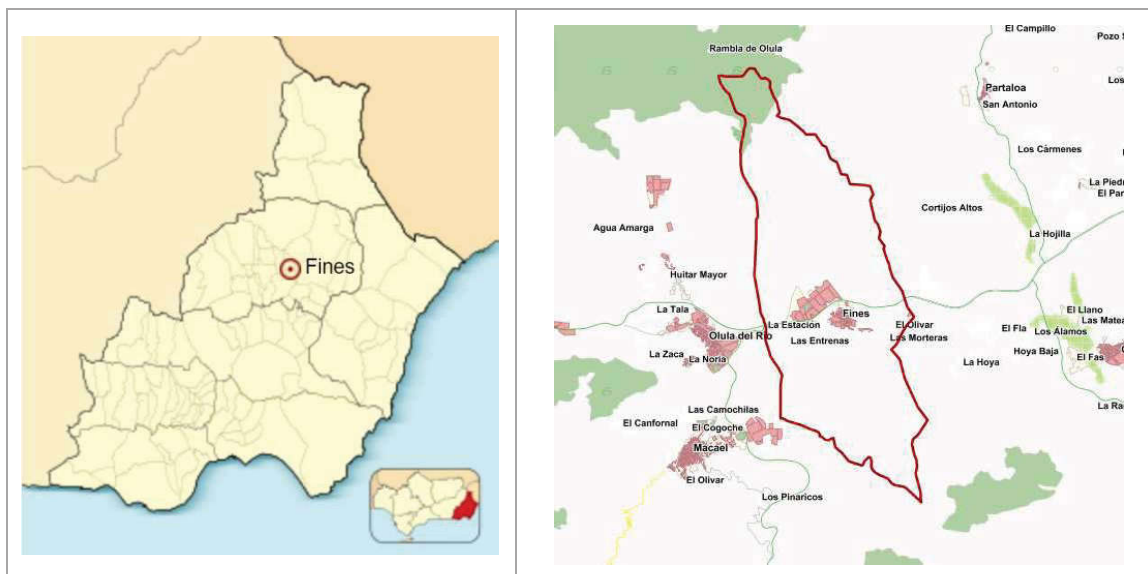 Fines
El Campillo
Pozo S
Rambla de Olula
Los
Partaloa
San Antonio
Los Cármenes
La Pied
El Par
Cortijos Altos
Agua Amarga
La Hojilla
Huitar Mayor
La Tala
La Estación
Fines
El Olivar
El Llano
Las Matea
Olula del Río
Las Entrenas
Las Morteras
El Fla
Los Álamos
La Zaca
La Noria
La Hoya
Hoya Baja
El Fas
Las Camochilas
La Ra
El Canfornal
El Cogoche
Macael
El Olivar
Los Pinaricos